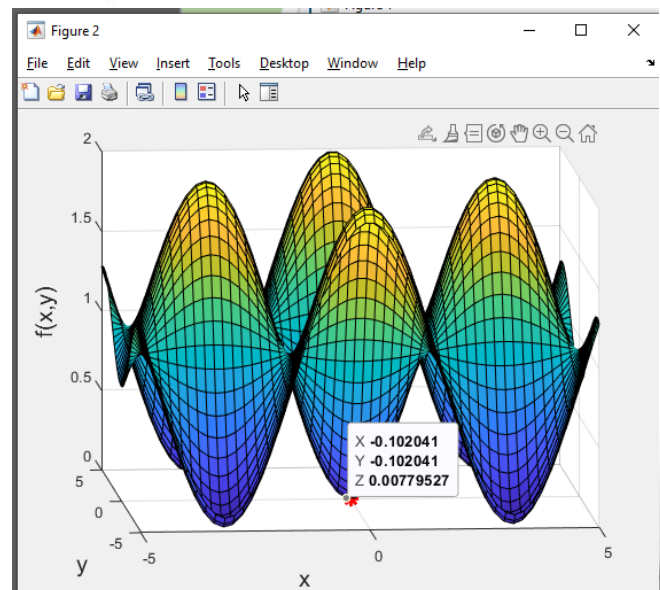 Figure 2
File Edit View Insert Tools Desktop Window Help
2
1.5
1
0.5
0
f(x,y)
5
0
-5
y
-5
0
5
x
X -0.102041
Y -0.102041
Z 0.00779527